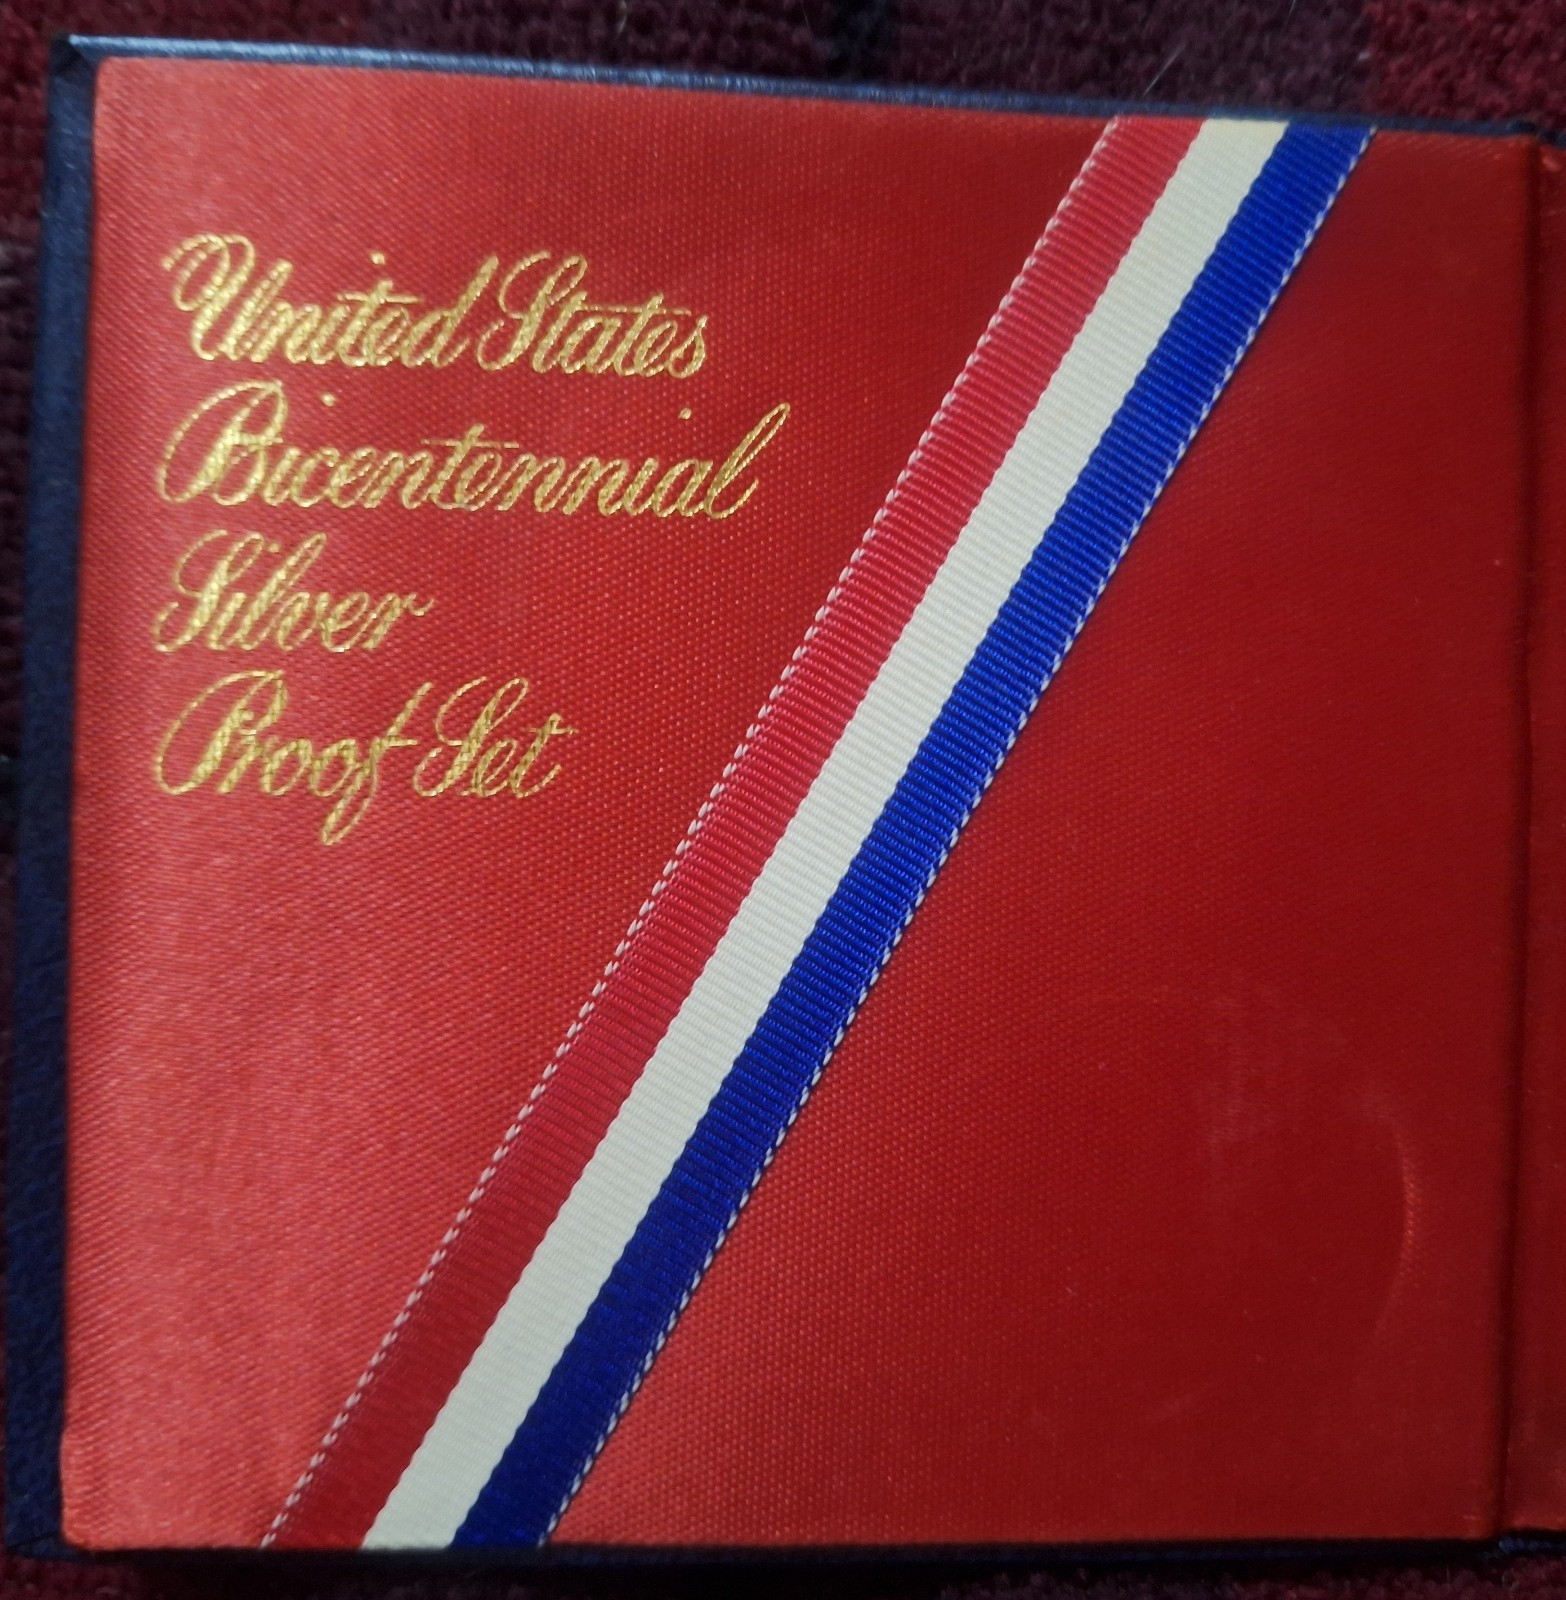 United States
Bicentennial
Silver
Proof Set